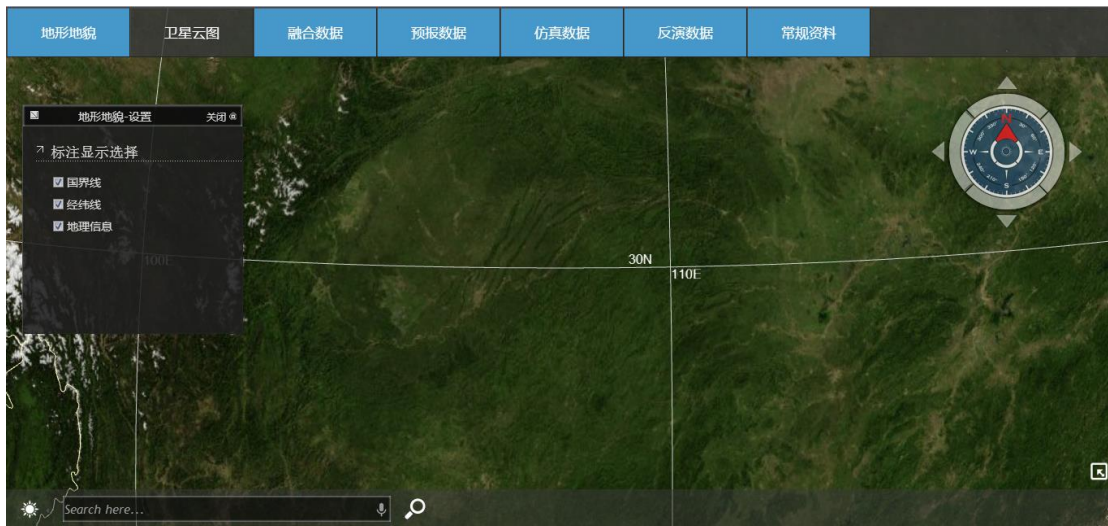 地形地貌 卫星云图 融合数据 预报数据 仿真数据 反演数据 常规资料
地形地貌-设置 关闭
标注显示选择
国界线
经纬线
地理信息
100E
30N
110E
N
E
S
W
Search here...